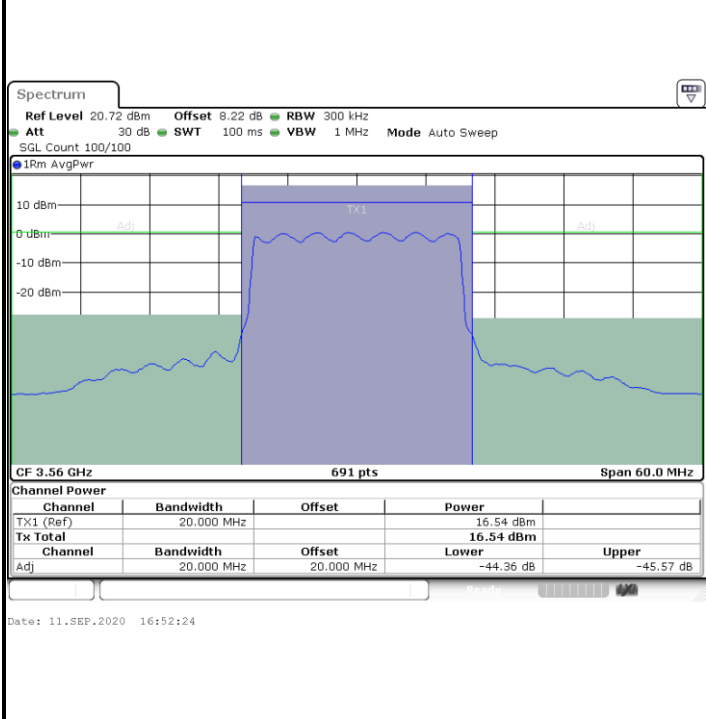 Spectrum
Ref Level 20.72 dBm Offset 8.22 dB RBW 300 kHz
Att 30 dB SWT 100 ms VBW 1 MHz Mode Auto Sweep
SGL Count 100/100
1Rm AvgPwr
10 dBm
TX1
Adj
Adj
0 dBm
-10 dBm
-20 dBm
CF 3.56 GHz 691 pts Span 60.0 MHz
Channel Power
Channel Bandwidth Offset Power
TX1 (Ref) 20.000 MHz 16.54 dBm
Tx Total 16.54 dBm
Channel Bandwidth Offset Lower Upper
Adj 20.000 MHz 20.000 MHz -44.36 dB -45.57 dB
Ready
Date: 11.SEP.2020 16:52:24